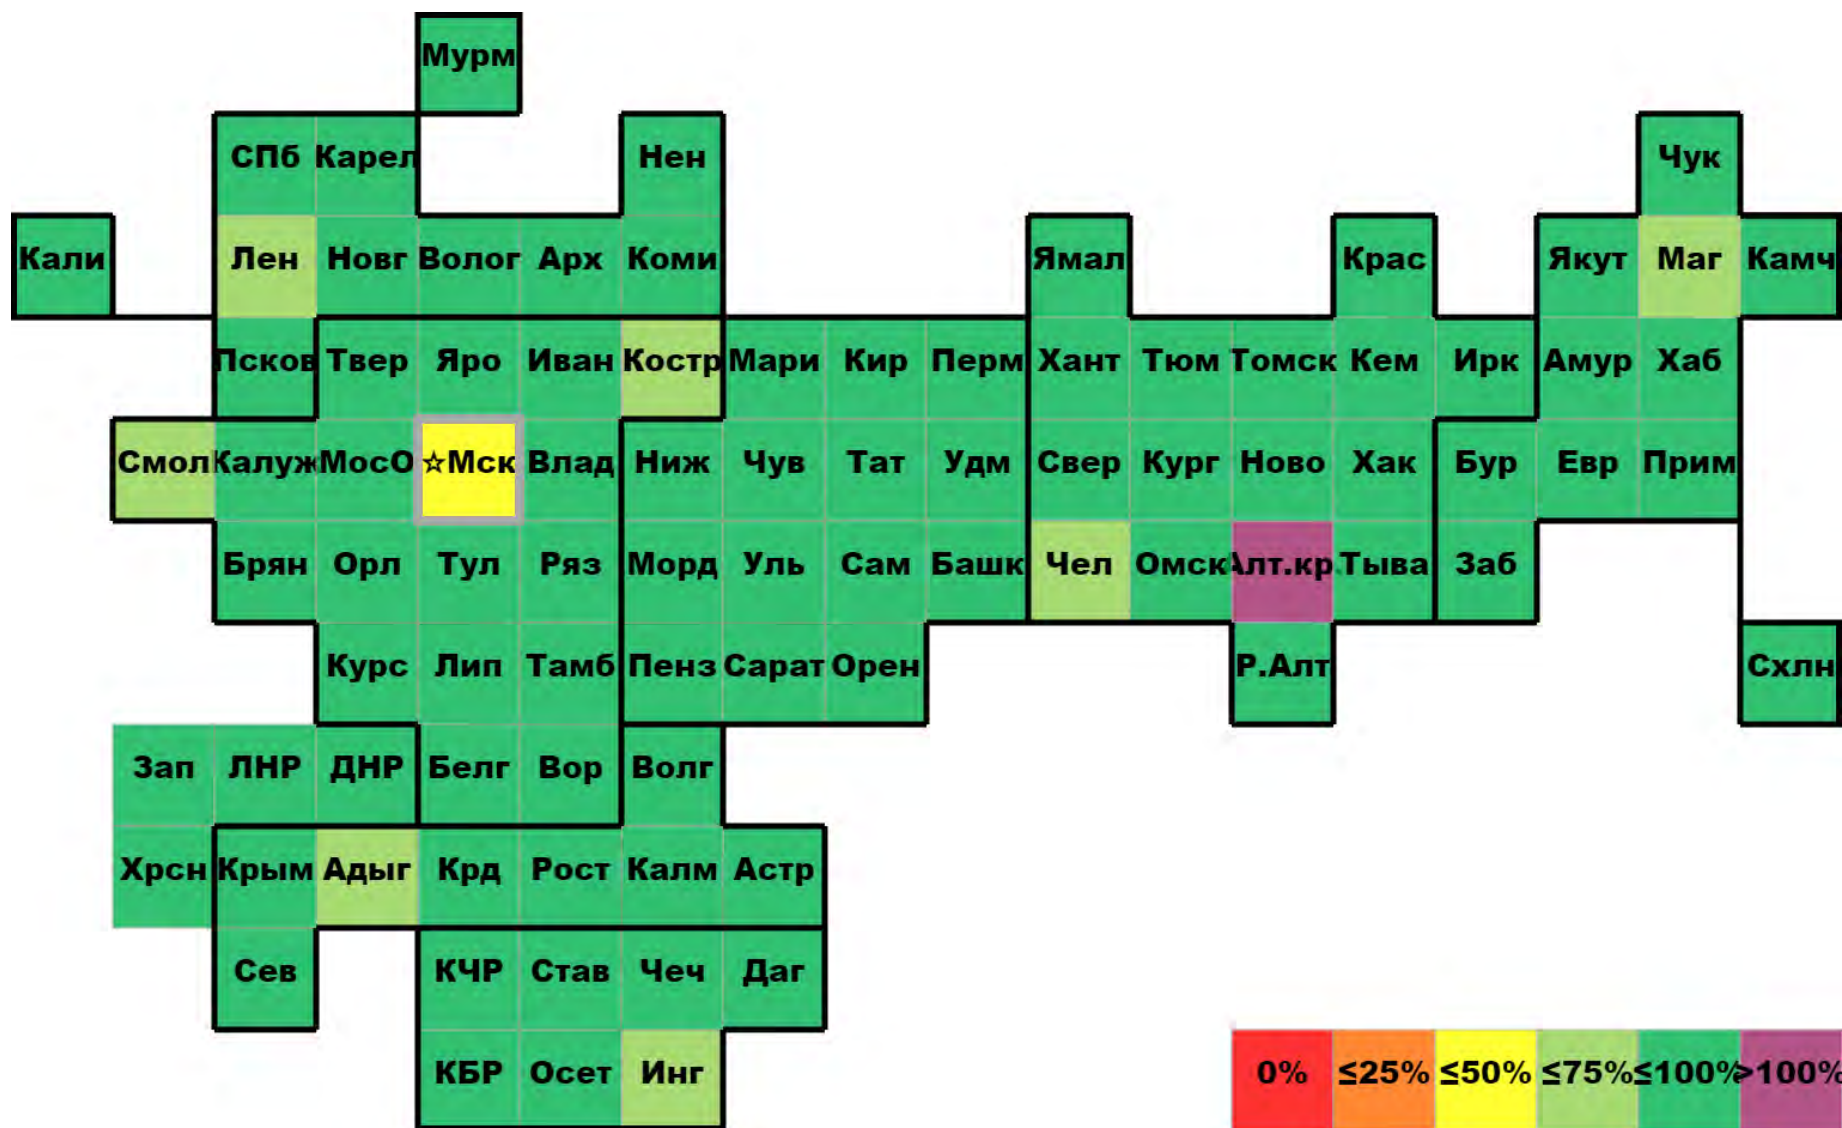 Мурм
СПб Карел Нен Чук
Кали Лен Новг Волог Арх Коми Ямал Крас Якут Маг Камч
Псков Твер Яро Иван Костр Мари Кир Перм Хант Тюм Томск Кем Ирк Амур Хаб
Смол Калуж МосО ☆Мск Влад Ниж Чув Тат Удм Свер Кург Ново Хак Бур Евр Прим
Брян Орл Тул Ряз Морд Уль Сам Башк Чел Омск Алт.кр. Тыва Заб
Курс Лип Тамб Пенз Сарат Орен Р.Алт Схлн
Зап ЛНР ДНР Белг Вор Волг
Хрсн Крым Адыг Крд Рост Калм Астр
Сев КЧР Став Чеч Даг
КБР Осет Инг 0% ≤25% ≤50% ≤75% ≤100% >100%